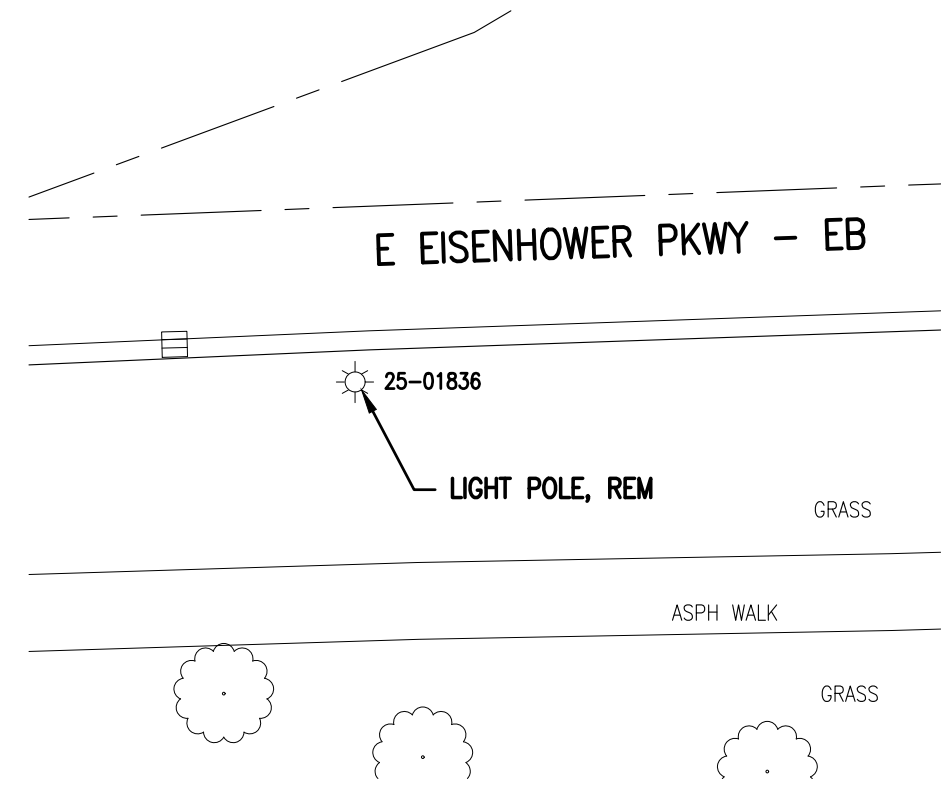 E EISENHOWER PKWY - EB
25-01836
LIGHT POLE, REM
GRASS
ASPH WALK
GRASS